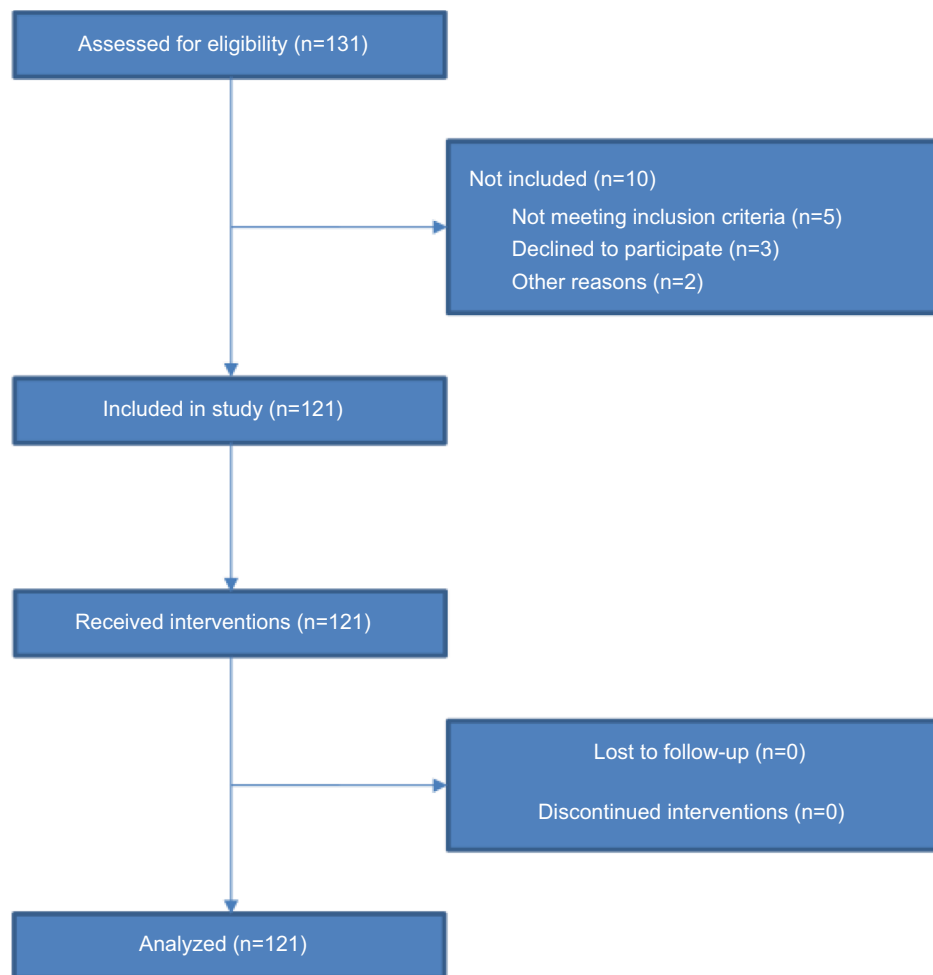 Assessed for eligibility (n=131)
Not included (n=10)
Not meeting inclusion criteria (n=5)
Declined to participate (n=3)
Other reasons (n=2)
Included in study (n=121)
Received interventions (n=121)
Lost to follow-up (n=0)
Discontinued interventions (n=0)
Analyzed (n=121)